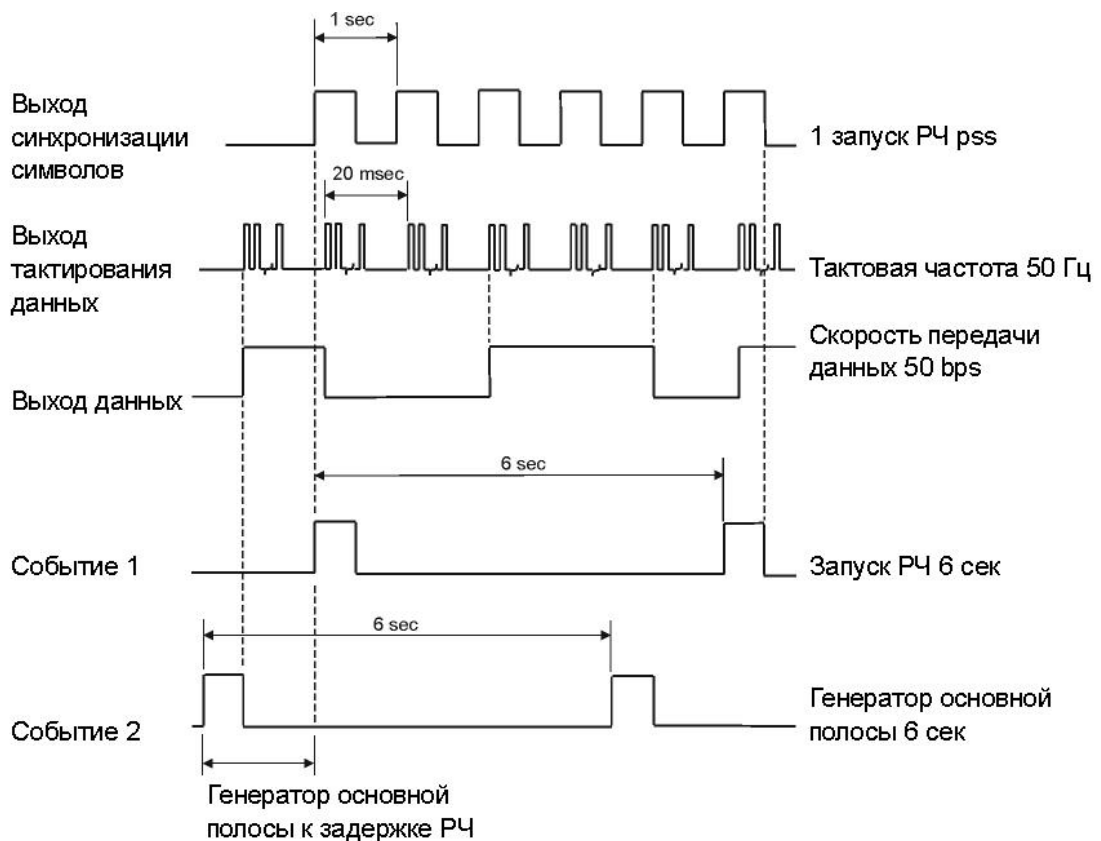 1 sec
Выход
синхронизации
символов
1 запуск РЧ pss
20 msec
Выход
тактирования
данных
Тактовая частота 50 Гц
Скорость передачи
данных 50 bps
Выход данных
6 sec
Событие 1
Запуск РЧ 6 сек
6 sec
Событие 2
Генератор основной
полосы 6 сек
Генератор основной
полосы к задержке РЧ